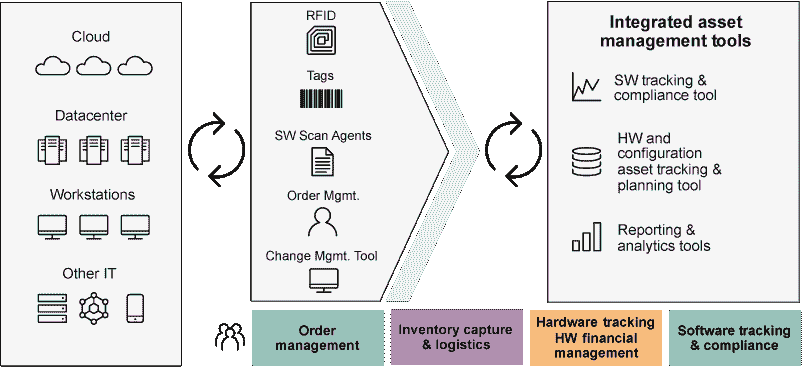 Cloud
Datacenter
Workstations
Other IT
RFID
Tags
SW Scan Agents
Order Mgmt.
Change Mgmt. Tool
Integrated asset
management tools
SW tracking &
compliance tool
HW and
configuration
asset tracking &
planning tool
Reporting &
analytics tools
Order
management
Inventory capture
& logistics
Hardware tracking
HW financial
management
Software tracking
& compliance